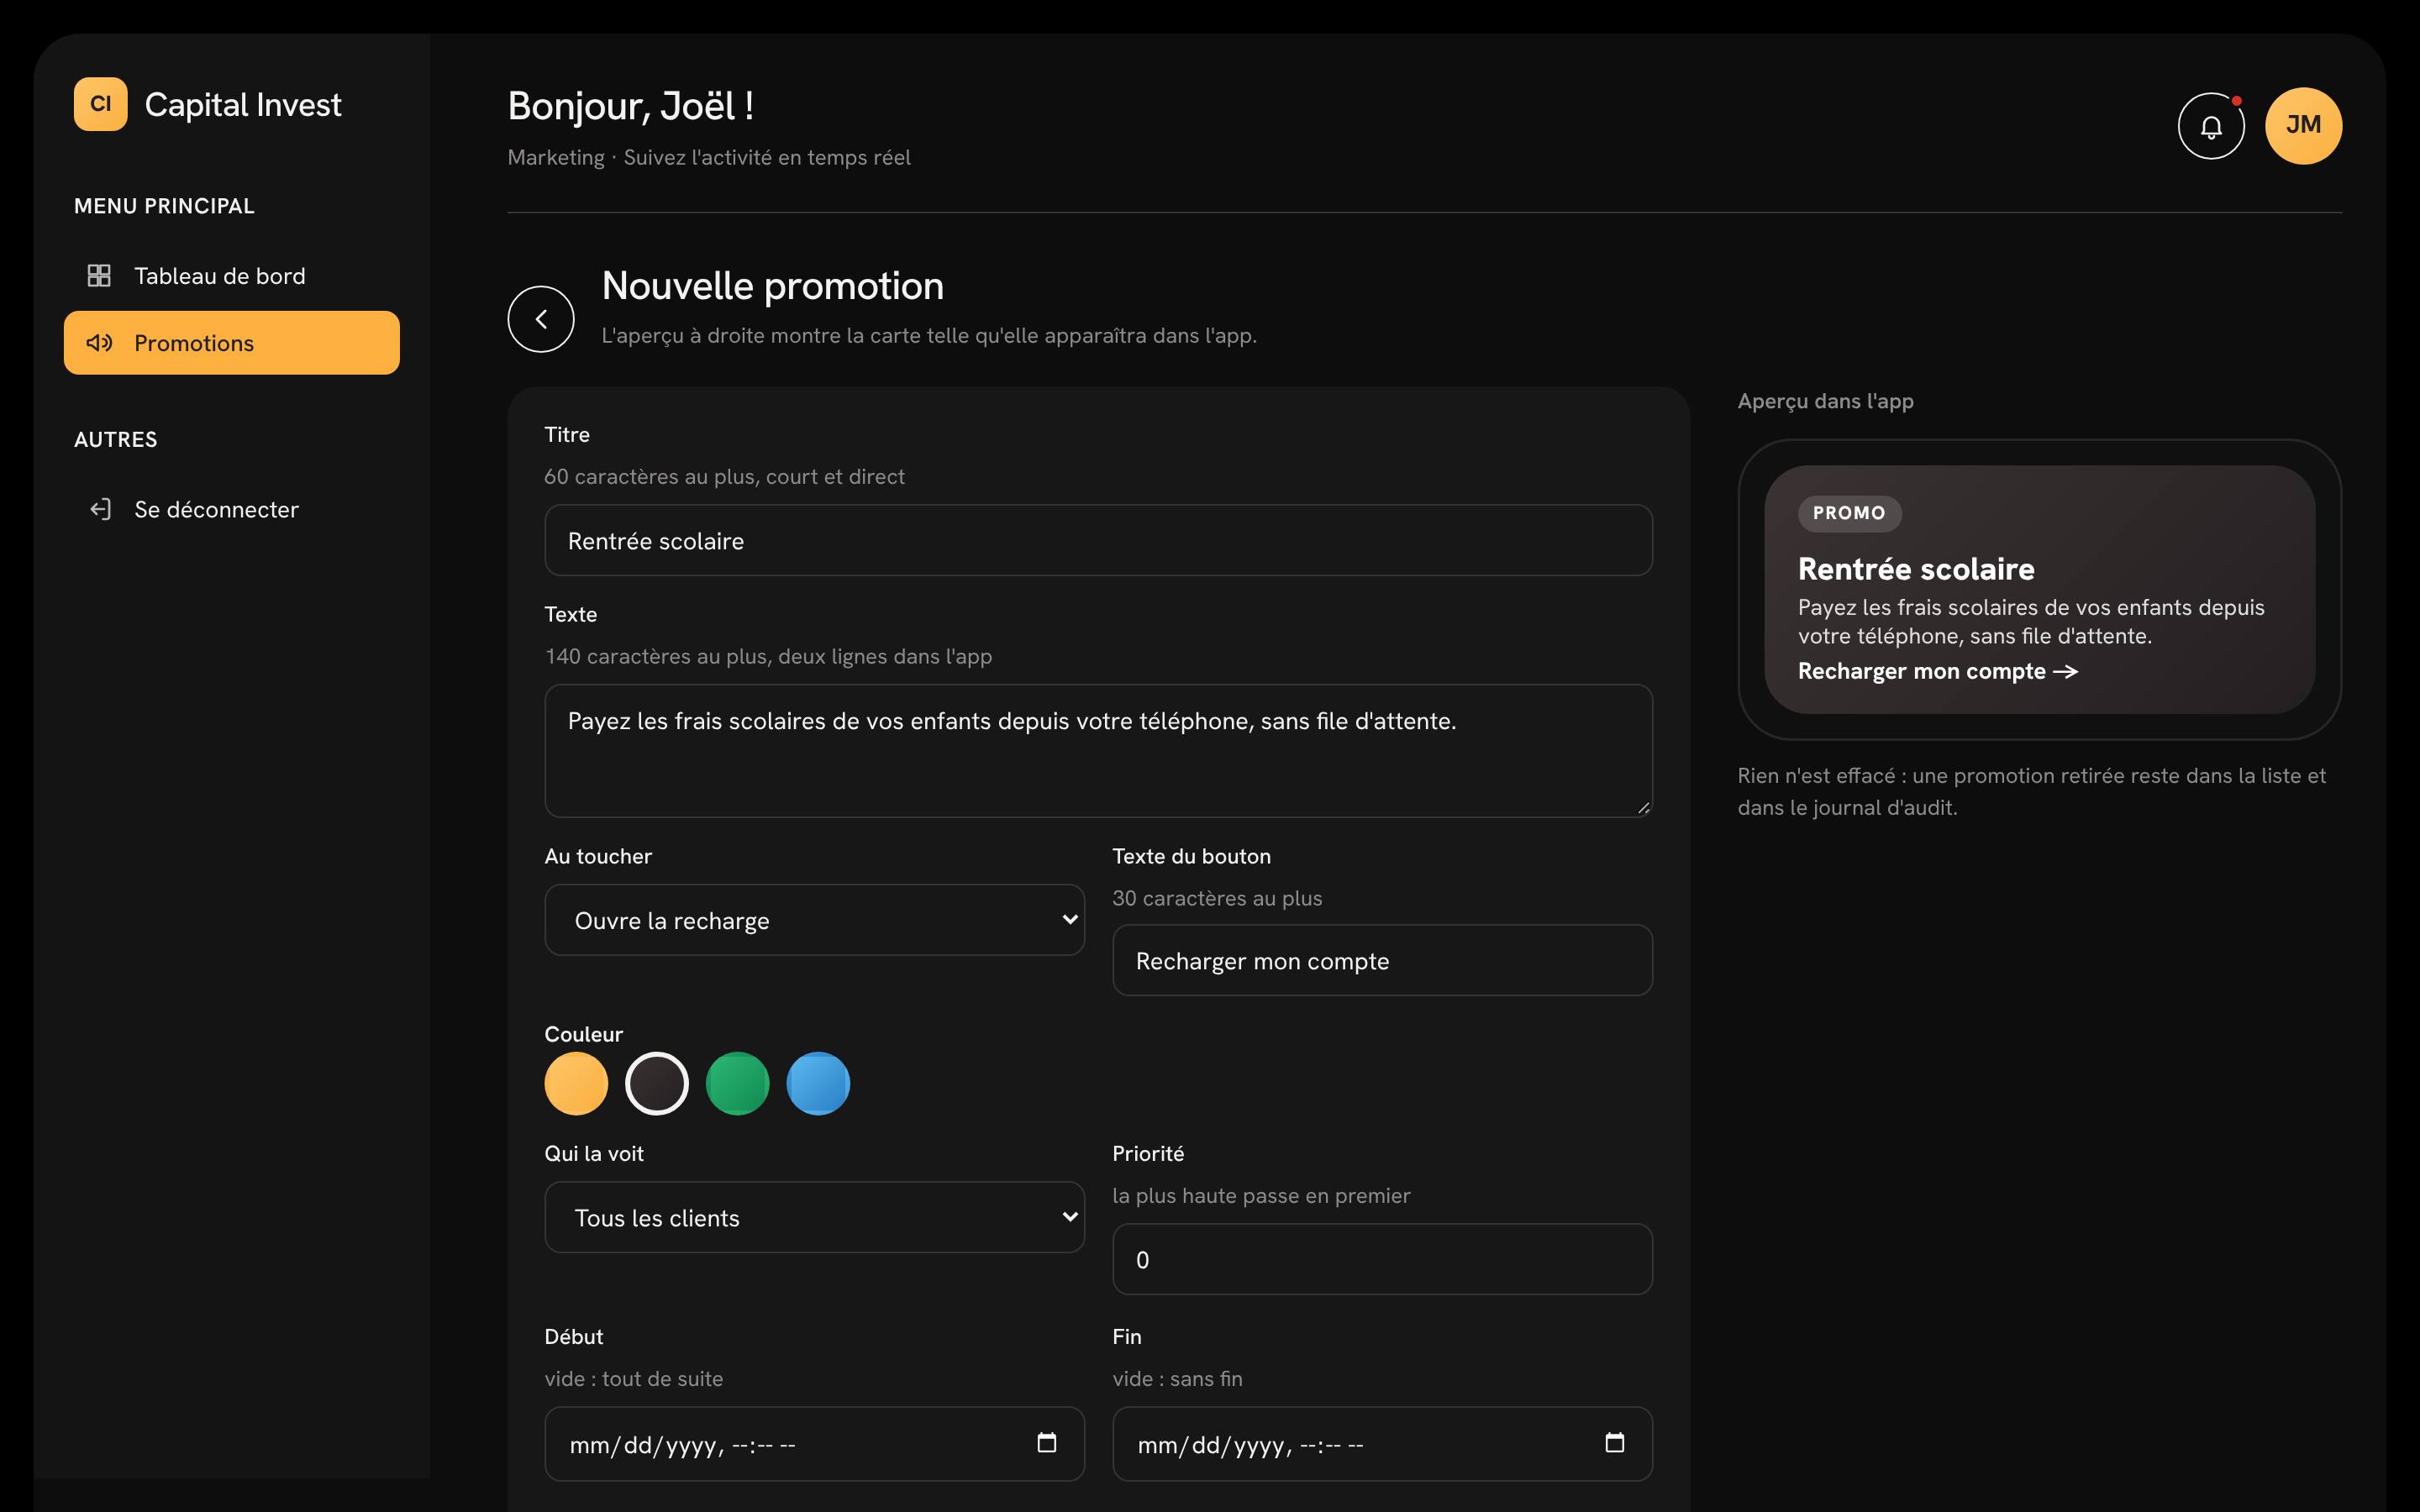 CI
Capital Invest
MENU PRINCIPAL
Tableau de bord
Promotions
AUTRES
Se déconnecter
Bonjour, Joël !
Marketing · Suivez l'activité en temps réel
JM
Nouvelle promotion
L'aperçu à droite montre la carte telle qu'elle apparaîtra dans l'app.
Titre
60 caractères au plus, court et direct
Rentrée scolaire
Texte
140 caractères au plus, deux lignes dans l'app
Payez les frais scolaires de vos enfants depuis votre téléphone, sans file d'attente.
Au toucher
Ouvre la recharge
Texte du bouton
30 caractères au plus
Recharger mon compte
Couleur
Qui la voit
Tous les clients
Priorité
la plus haute passe en premier
0
Début
vide : tout de suite
mm/dd/yyyy, --:-- --
Fin
vide : sans fin
mm/dd/yyyy, --:-- --
Aperçu dans l'app
PROMO
Rentrée scolaire
Payez les frais scolaires de vos enfants depuis
votre téléphone, sans file d'attente.
Recharger mon compte →
Rien n'est effacé : une promotion retirée reste dans la liste et
dans le journal d'audit.